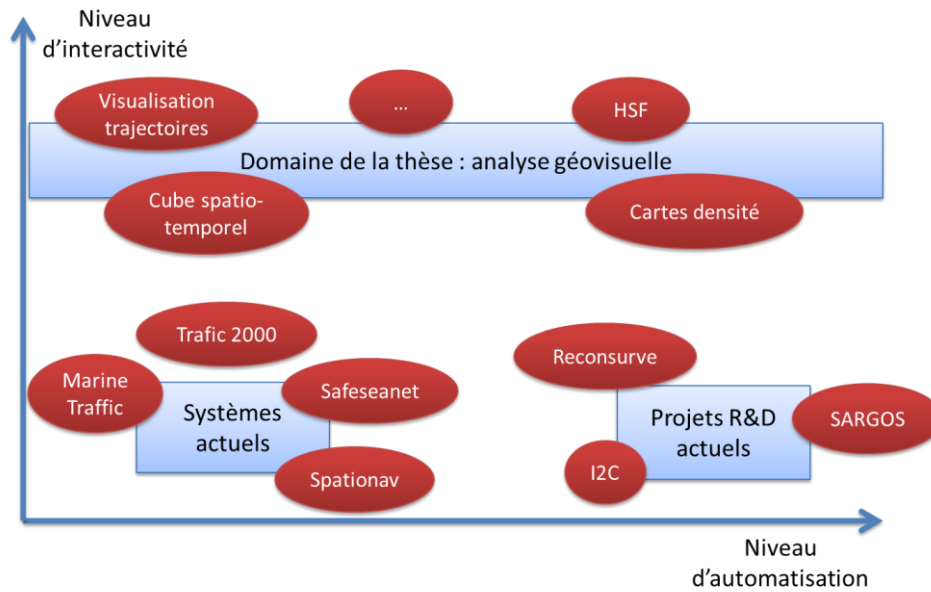 Niveau
d'interactivité
Visualisation
trajectoires
...
HSF
Domaine de la thèse : analyse géovisuelle
Cube spatio-
temporel
Cartes densité
Trafic 2000
Reconsurve
Marine
Traffic
Safeseanet
Systèmes
actuels
Projets R&D
actuels
SARGOS
Spationav
I2C
Niveau
d'automatisation